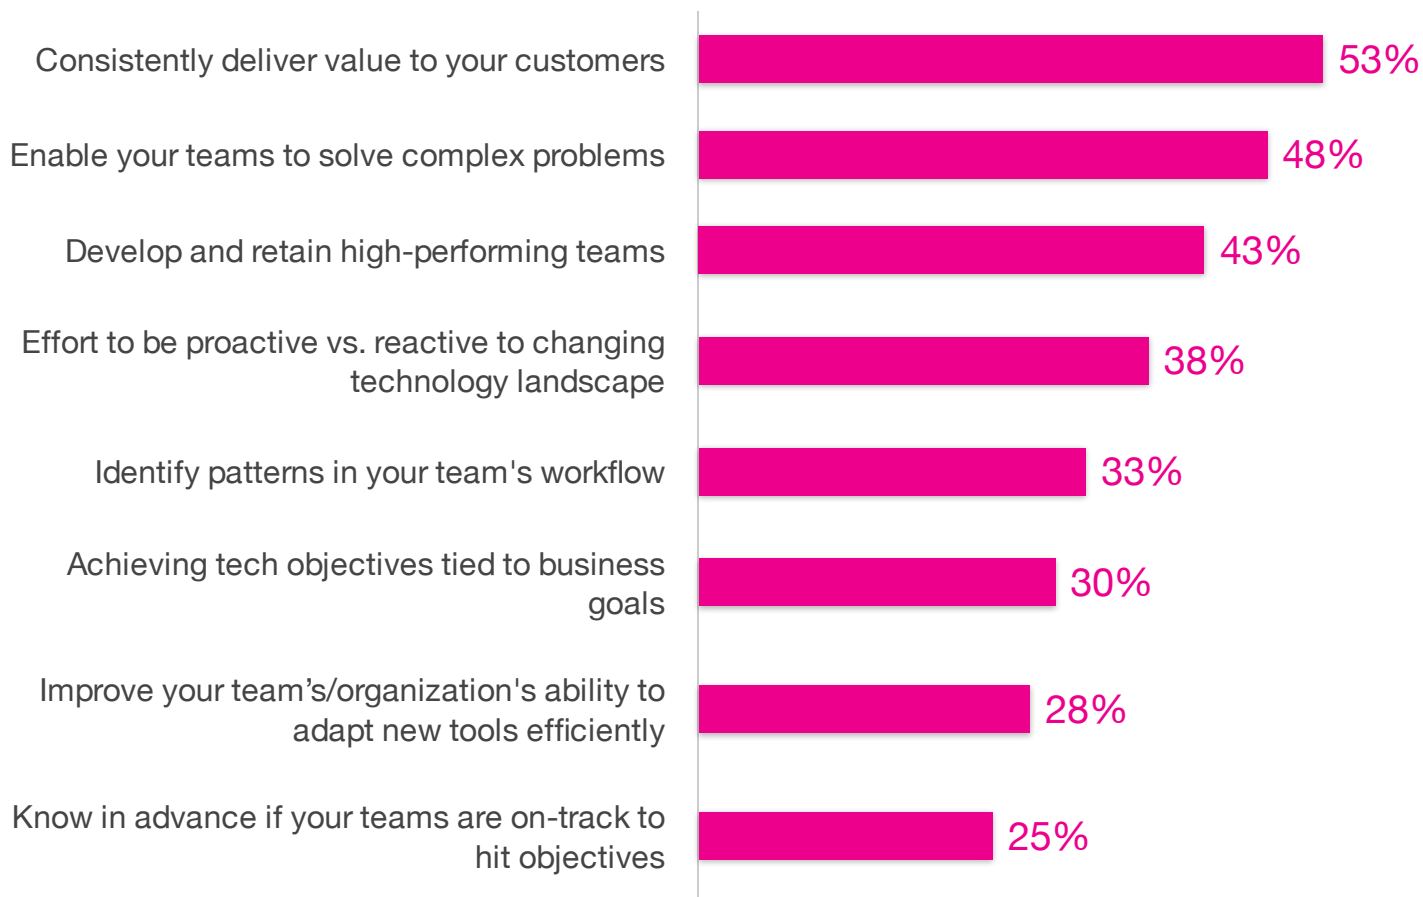 Consistently deliver value to your customers
53%
Enable your teams to solve complex problems
48%
Develop and retain high-performing teams
43%
Effort to be proactive vs. reactive to changing
technology landscape
38%
Identify patterns in your team's workflow
33%
Achieving tech objectives tied to business
goals
30%
Improve your team’s/organization's ability to
adapt new tools efficiently
28%
Know in advance if your teams are on-track to
hit objectives
25%